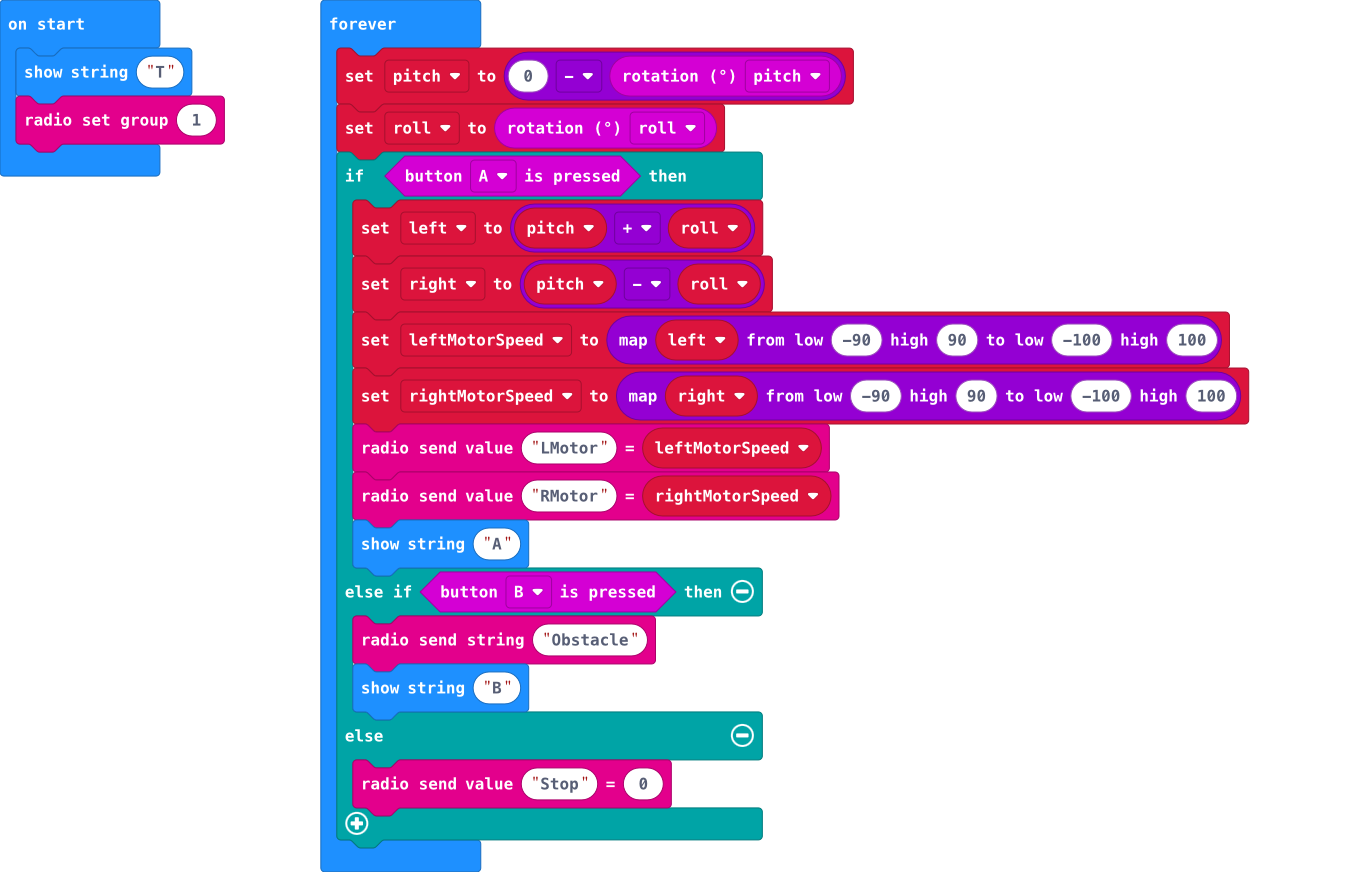 on start
show string "T"
radio set group 1
forever
set pitch to 0 - rotation (°) pitch
set roll to rotation (°) roll
if button A is pressed then
set left to pitch + roll
set right to pitch - roll
set leftMotorSpeed to map left from low -90 high 90 to low -100 high 100
set rightMotorSpeed to map right from low -90 high 90 to low -100 high 100
radio send value "LMotor" = leftMotorSpeed
radio send value "RMotor" = rightMotorSpeed
show string "A"
else if button B is pressed then
radio send string "Obstacle"
show string "B"
else
radio send value "Stop" = 0